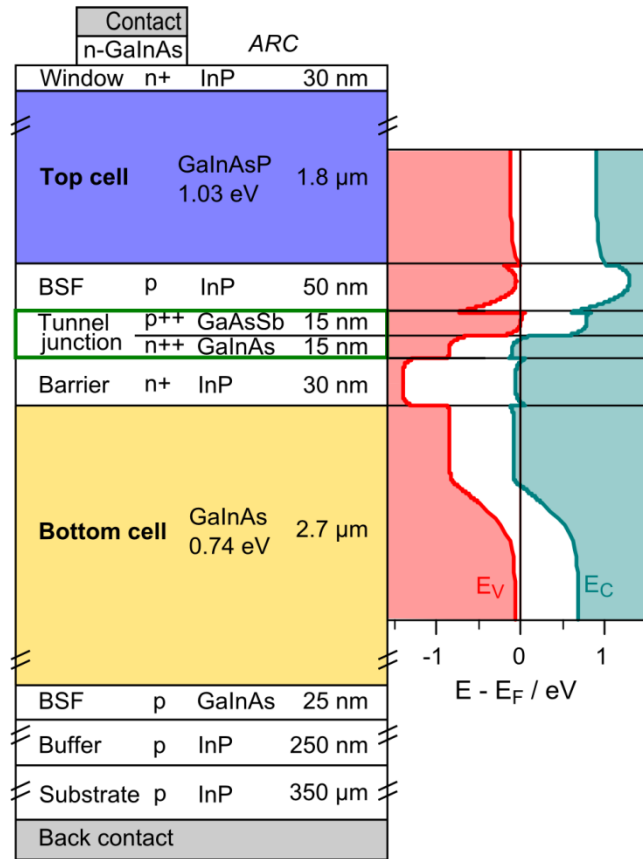 Contact
n-GaInAs ARC
Window n+ InP 30 nm
Top cell GaInAsP 1.8 µm
1.03 eV
BSF p InP 50 nm
Tunnel junction p++ GaAsSb 15 nm
n++ GaInAs 15 nm
Barrier n+ InP 30 nm
Bottom cell GaInAs 2.7 µm
0.74 eV
BSF p GaInAs 25 nm
Buffer p InP 250 nm
Substrate p InP 350 µm
Back contact
E_V E_C
-1 0 1
E - E_F / eV